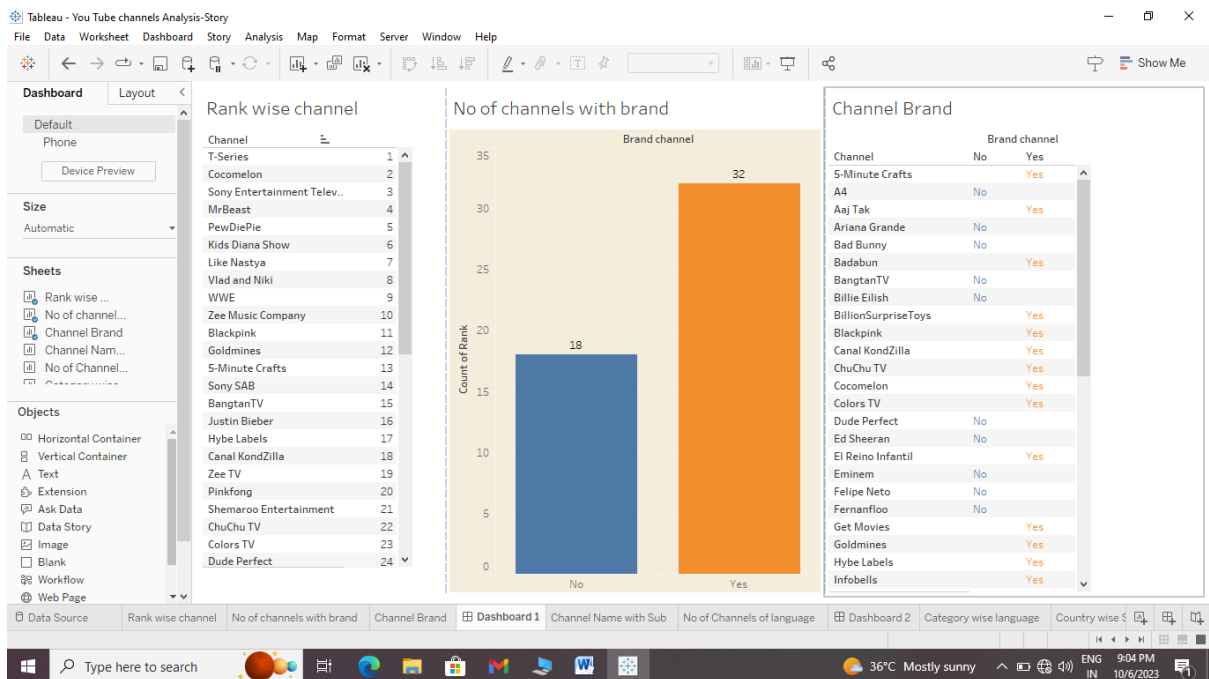 Tableau - You Tube channels Analysis-Story
File Data Worksheet Dashboard Story Analysis Map Format Server Window Help
Show Me
Dashboard Layout
Default
Phone
Device Preview
Size
Automatic
Sheets
Rank wise ...
No of channel...
Channel Brand
Channel Nam...
No of Channel...
Objects
Horizontal Container
Vertical Container
Text
Extension
Ask Data
Data Story
Image
Blank
Workflow
Web Page
Rank wise channel
Channel
T-Series 1
Cocomelon 2
Sony Entertainment Telev.. 3
MrBeast 4
PewDiePie 5
Kids Diana Show 6
Like Nastya 7
Vlad and Niki 8
WWE 9
Zee Music Company 10
Blackpink 11
Goldmines 12
5-Minute Crafts 13
Sony SAB 14
BangtanTV 15
Justin Bieber 16
Hybe Labels 17
Canal KondZilla 18
Zee TV 19
Pinkfong 20
Shemaroo Entertainment 21
ChuChu TV 22
Colors TV 23
Dude Perfect 24
No of channels with brand
Brand channel
35
30
25
20
15
10
5
0
Count of Rank
18
32
No Yes
Channel Brand
Brand channel
Channel No Yes
5-Minute Crafts Yes
A4 No
Aaj Tak Yes
Ariana Grande No
Bad Bunny No
Badabun Yes
BangtanTV No
Billie Eilish No
BillionSurpriseToys Yes
Blackpink Yes
Canal KondZilla Yes
ChuChu TV Yes
Cocomelon Yes
Colors TV Yes
Dude Perfect No
Ed Sheeran No
El Reino Infantil Yes
Eminem No
Felipe Neto No
Fernanfloo No
Get Movies Yes
Goldmines Yes
Hybe Labels Yes
Infobells Yes
Data Source Rank wise channel No of channels with brand Channel Brand Dashboard 1 Channel Name with Sub No of Channels of language Dashboard 2 Category wise language Country wise S
Type here to search
36°C Mostly sunny
ENG
IN
9:04 PM
10/6/2023